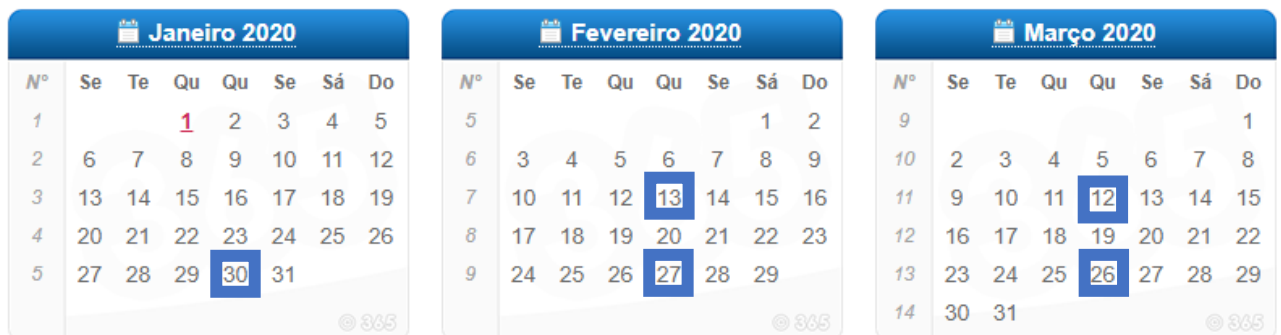 Janeiro 2020
N° Se Te Qu Qu Se Sá Do
1 1 2 3 4 5
2 6 7 8 9 10 11 12
3 13 14 15 16 17 18 19
4 20 21 22 23 24 25 26
5 27 28 29 30 31
© 365
Fevereiro 2020
N° Se Te Qu Qu Se Sá Do
5 1 2
6 3 4 5 6 7 8 9
7 10 11 12 13 14 15 16
8 17 18 19 20 21 22 23
9 24 25 26 27 28 29
© 365
Março 2020
N° Se Te Qu Qu Se Sá Do
9 1
10 2 3 4 5 6 7 8
11 9 10 11 12 13 14 15
12 16 17 18 19 20 21 22
13 23 24 25 26 27 28 29
14 30 31
© 365